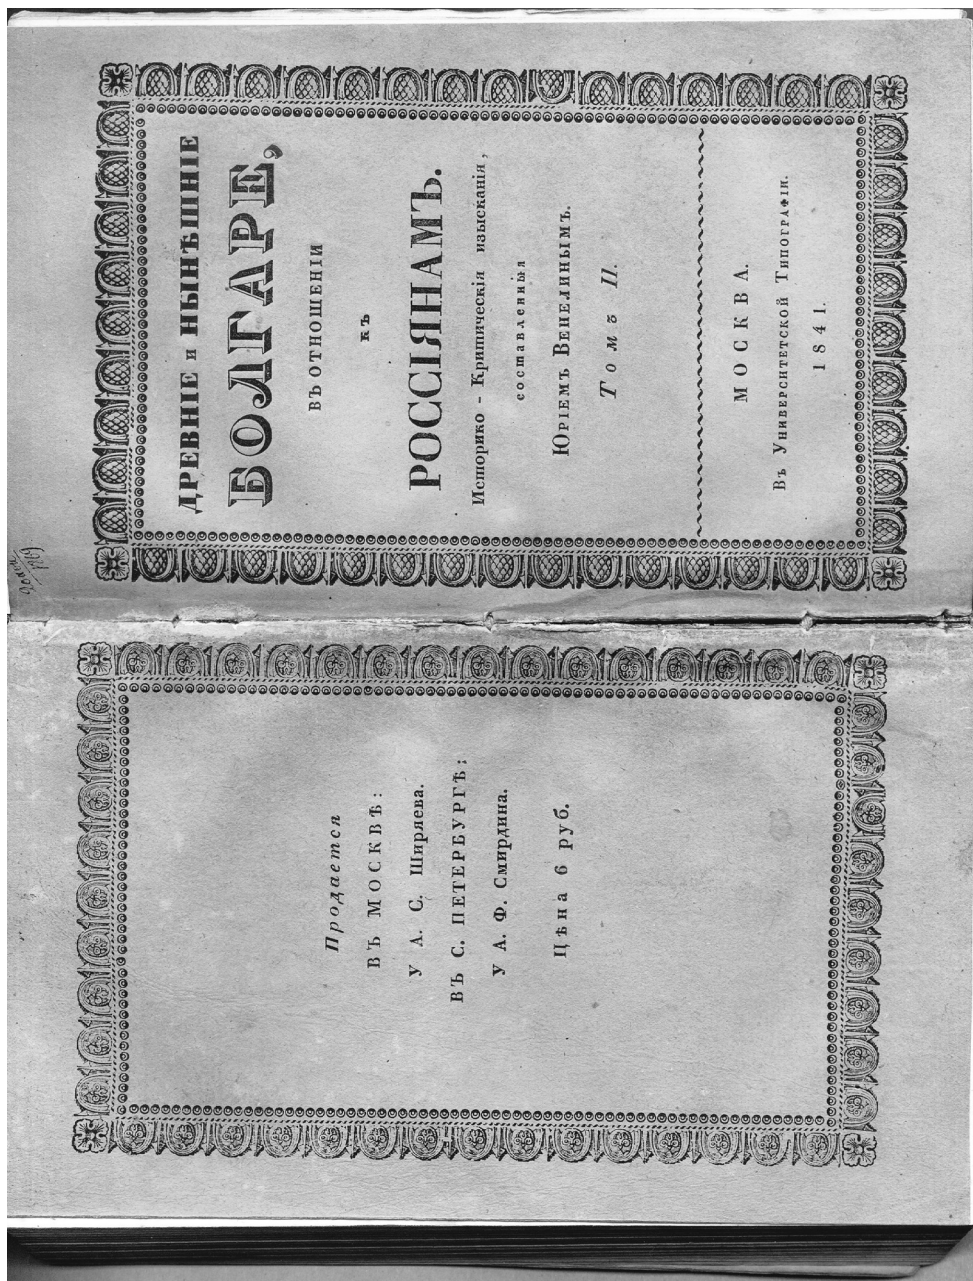 ДРЕВНІЕ и НЫНѢШНІЕ
БОЛГАРЕ,
ВЪ ОТНОШЕНІИ
КЪ
РОССІЯНАМЪ.
Историко - Критическія изысканія,
составленныя
ЮРІЕМЪ ВЕНЕЛИНЫМЪ.
Томъ II.
МОСКВА.
Въ Университетской Типографіи.
1841.
Продается
ВЪ МОСКВѢ:
у А. С. Ширяева.
ВЪ С. ПЕТЕРБУРГѢ;
у А. Ф. Смирдина.
Цѣна 6 руб.